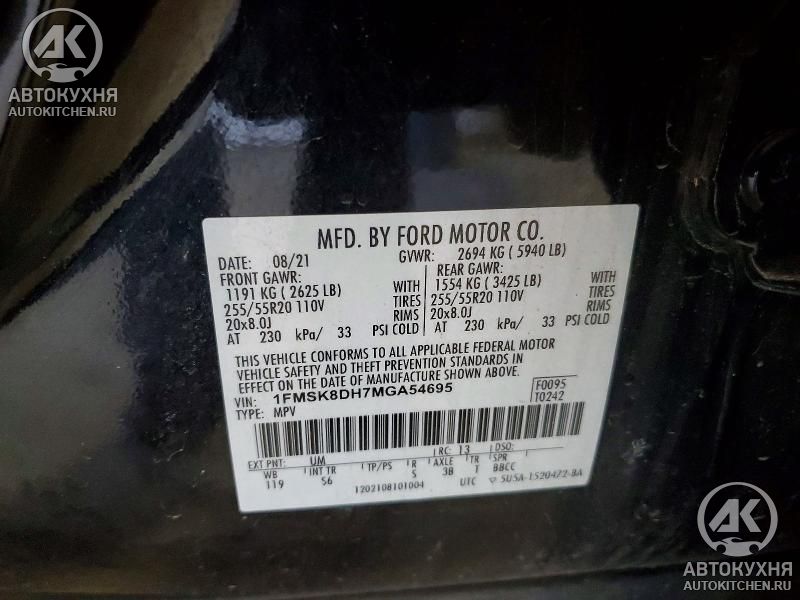 AK
АВТОКУХНЯ
AUTOKITCHEN.RU
MFD. BY FORD MOTOR CO.
DATE: 08/21 GVWR: 2694 KG ( 5940 LB)
FRONT GAWR: REAR GAWR:
1191 KG ( 2625 LB) WITH 1554 KG ( 3425 LB) WITH
255/55R20 110V TIRES 255/55R20 110V TIRES
20x8.0J RIMS 20x8.0J RIMS
AT 230 kPa/ 33 PSI COLD AT 230 kPa/ 33 PSI COLD
THIS VEHICLE CONFORMS TO ALL APPLICABLE FEDERAL MOTOR
VEHICLE SAFETY AND THEFT PREVENTION STANDARDS IN
EFFECT ON THE DATE OF MANUFACTURE SHOWN ABOVE.
VIN: 1FMSK8DH7MGA54695 F0095
TYPE: MPV T0242
EXT PNT: UM RC: 13 DSO:
WB INT TR TP/PS R AXLE TR SPR
119 S6 S 3B T BBCC
1202108101004 UTC ▽ 5U5A-1520472-BA
AK
АВТОКУХНЯ
AUTOKITCHEN.RU